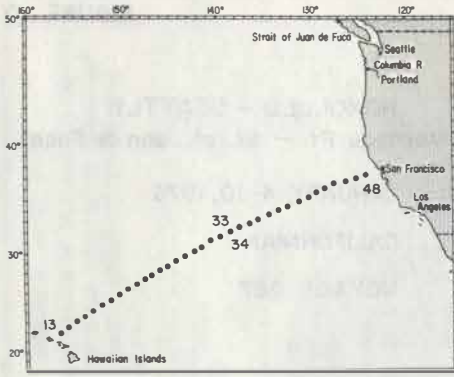 160° 150° 140° 130° 120°
50°
Strait of Juan de Fuca
Seattle
Columbia R
Portland
40°
San Francisco
48
Los
Angeles
33
34
30°
13
20°
Hawaiian Islands